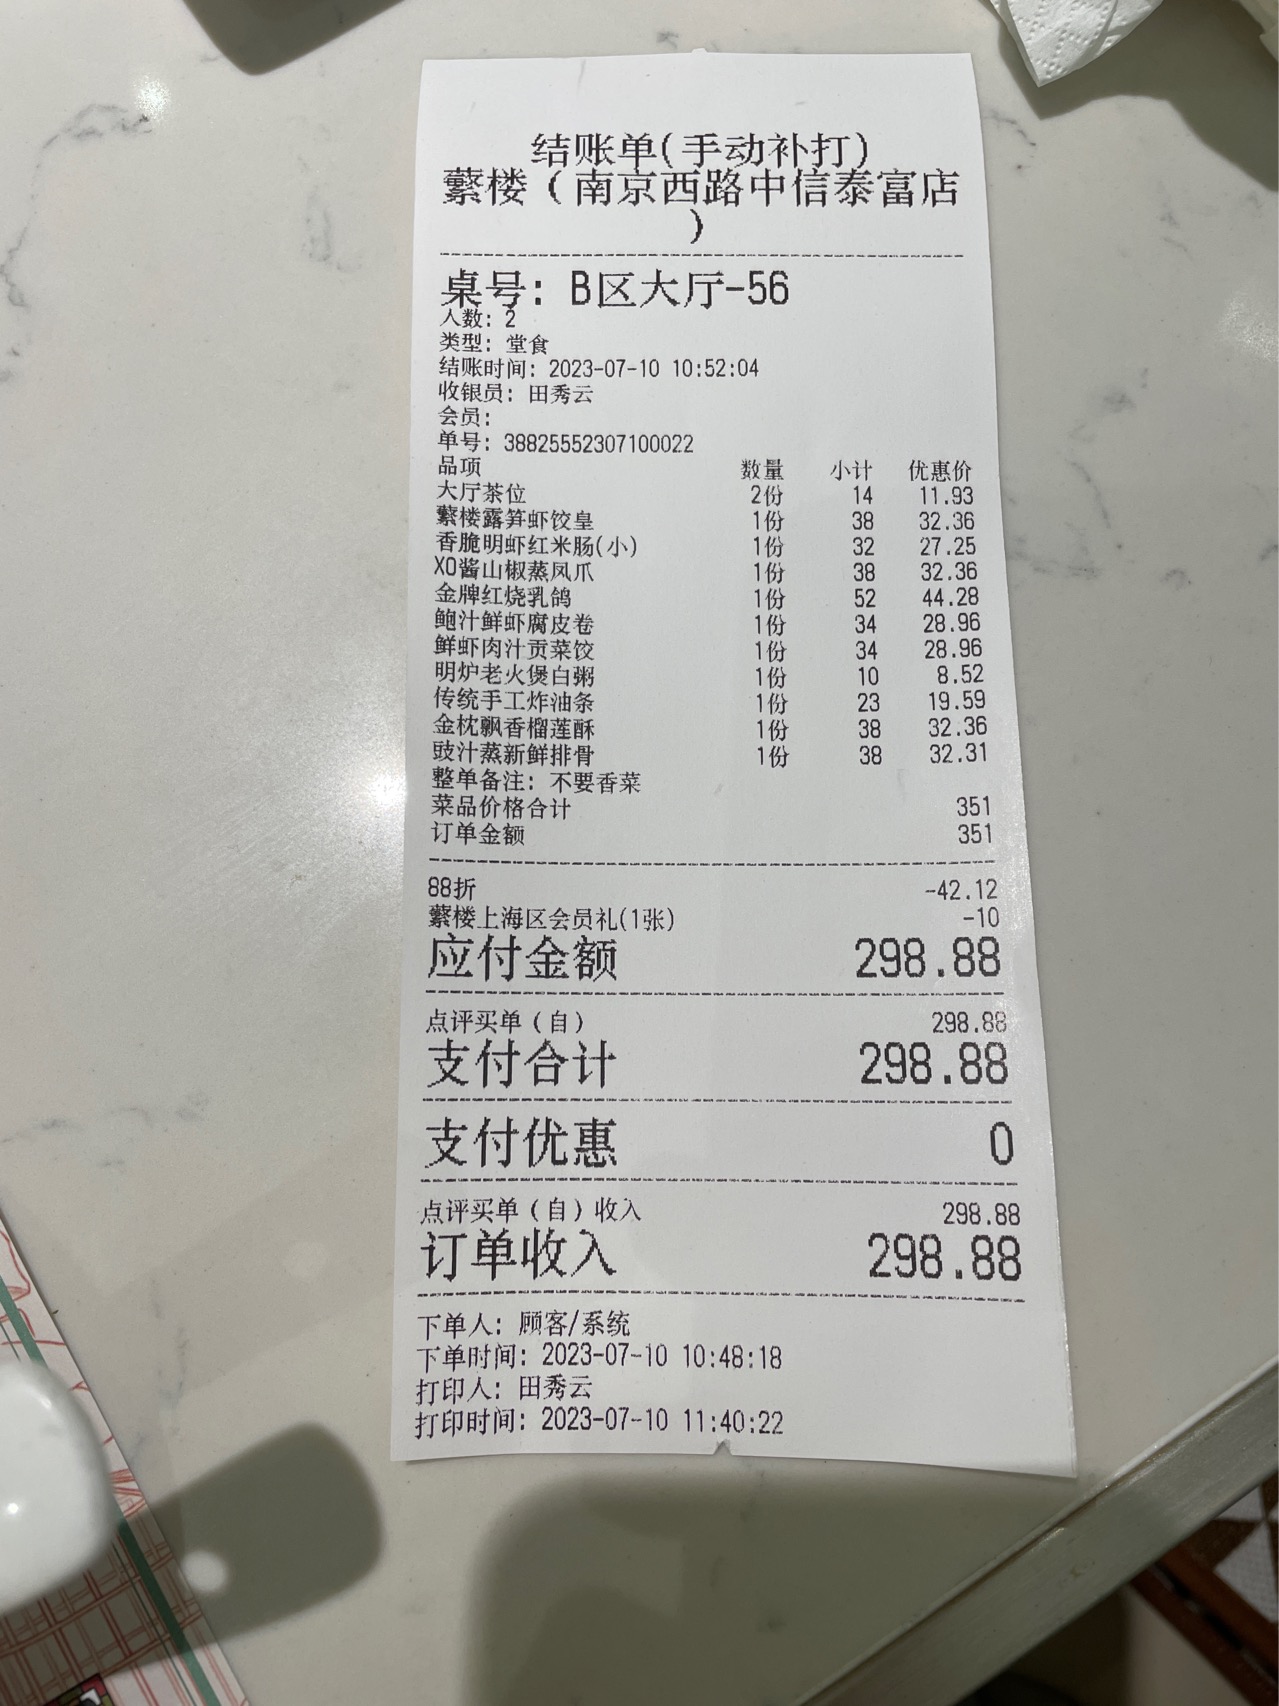 结账单(手动补打)
蘩楼（南京西路中信泰富店
）
桌号: B区大厅-56
人数: 2
类型: 堂食
结账时间: 2023-07-10 10:52:04
收银员: 田秀云
会员:
单号: 38825552307100022
品项 数量 小计 优惠价
大厅茶位 2份 14 11.93
蘩楼露笋虾饺皇 1份 38 32.36
香脆明虾红米肠(小) 1份 32 27.25
XO酱山椒蒸凤爪 1份 38 32.36
金牌红烧乳鸽 1份 52 44.28
鲍汁鲜虾腐皮卷 1份 34 28.96
鲜虾肉汁贡菜饺 1份 34 28.96
明炉老火煲白粥 1份 10 8.52
传统手工炸油条 1份 23 19.59
金枕飘香榴莲酥 1份 38 32.36
豉汁蒸新鲜排骨 1份 38 32.31
整单备注: 不要香菜
菜品价格合计 351
订单金额 351
88折 -42.12
蘩楼上海区会员礼(1张) -10
应付金额 298.88
点评买单（自） 298.88
支付合计 298.88
支付优惠 0
点评买单（自）收入 298.88
订单收入 298.88
下单人: 顾客/系统
下单时间: 2023-07-10 10:48:18
打印人: 田秀云
打印时间: 2023-07-10 11:40:22